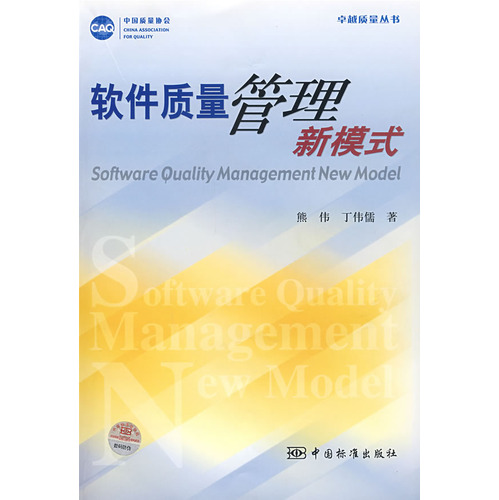 CAQ
中国质量协会
CHINA ASSOCIATION
FOR QUALITY
卓越质量丛书
软件质量管理
新模式
Software Quality Management New Model
熊 伟 丁伟儒 著
Software Quality
Management
New Model
中国标准出版社